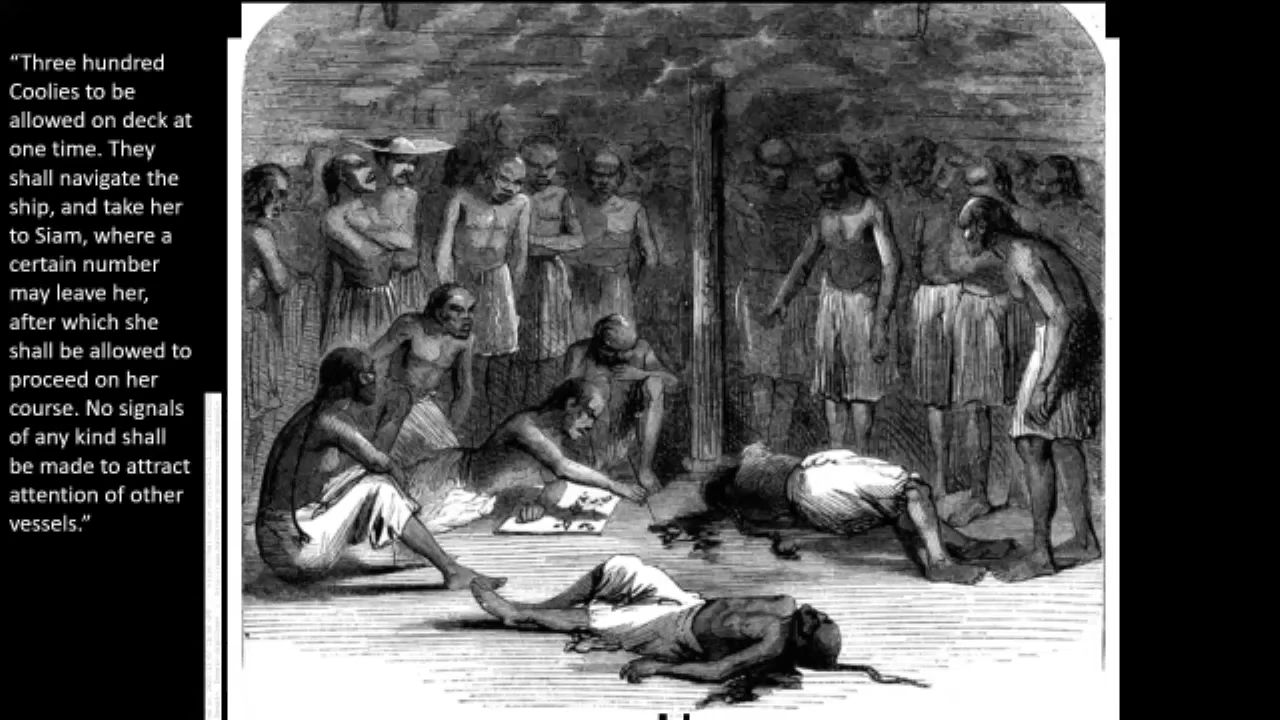 “Three hundred
Coolies to be
allowed on deck at
one time. They
shall navigate the
ship, and take her
to Siam, where a
certain number
may leave her,
after which she
shall be allowed to
proceed on her
course. No signals
of any kind shall
be made to attract
attention of other
vessels.”